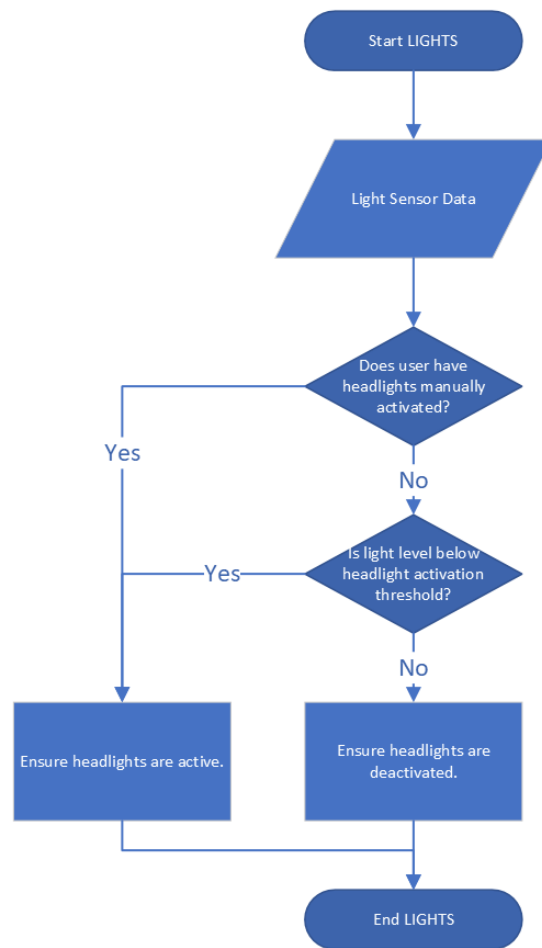 Start LIGHTS
Light Sensor Data
Does user have
headlights manually
activated?
Yes
No
Is light level below
headlight activation
threshold?
Yes
No
Ensure headlights are active.
Ensure headlights are
deactivated.
End LIGHTS